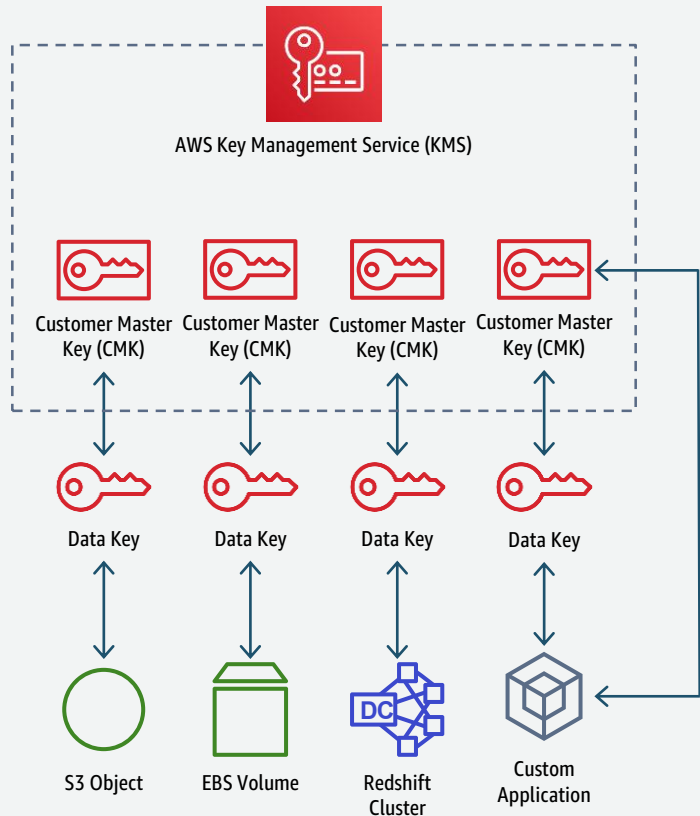 AWS Key Management Service (KMS)
Customer Master
Key (CMK)
Customer Master
Key (CMK)
Customer Master
Key (CMK)
Customer Master
Key (CMK)
Data Key
Data Key
Data Key
Data Key
DC
S3 Object
EBS Volume
Redshift
Cluster
Custom
Application